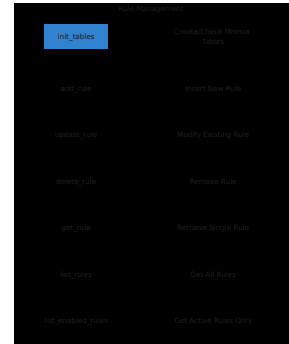 Rule Management
init_tables
Create/Check Mnesia
Tables
add_rule
Insert New Rule
update_rule
Modify Existing Rule
delete_rule
Remove Rule
get_rule
Retrieve Single Rule
list_rules
Get All Rules
list_enabled_rules
Get Active Rules Only